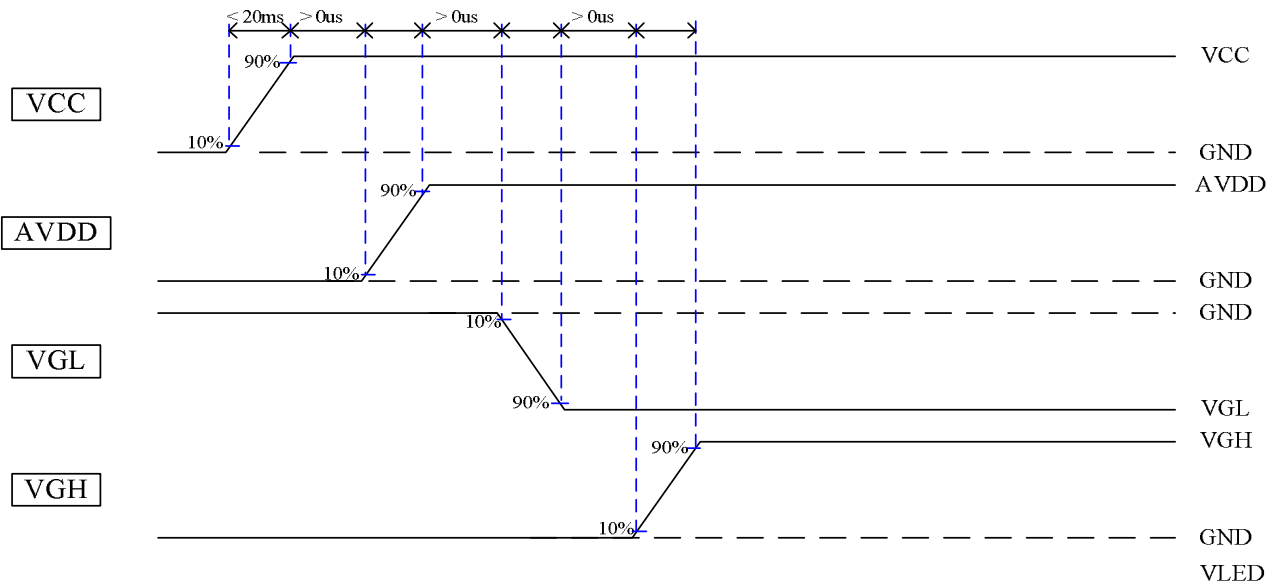 < 20ms > 0us > 0us > 0us
90% VCC
VCC
10% GND
90% AVDD
AVDD
10% GND
GND
10%
VGL
90% VGL
VGH
90%
VGH
10% GND
VLED